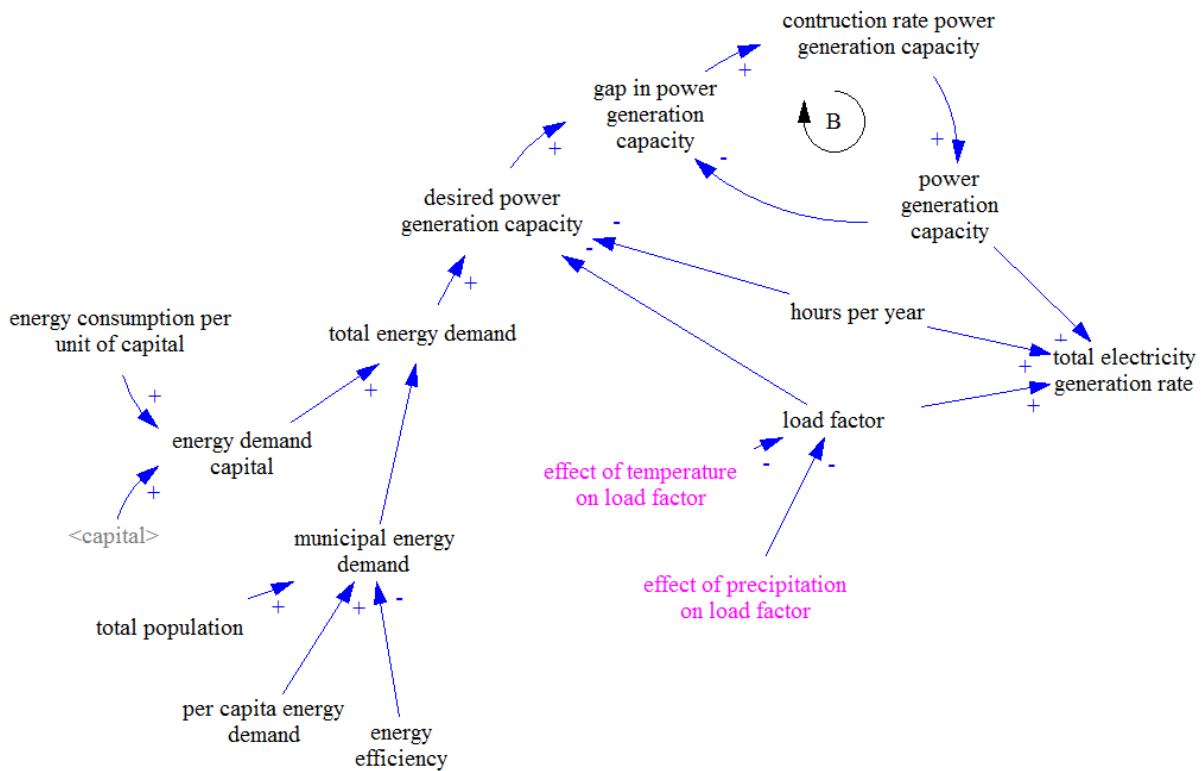 contruction rate power
generation capacity
+
gap in power
generation
capacity
B
+
-
+
power
generation
capacity
desired power
generation capacity
-
-
+
hours per year
energy consumption per
unit of capital
total energy demand
+
total electricity
generation rate
+
+
+
+
load factor
energy demand
capital
-
-
effect of temperature
on load factor
+
<capital>
municipal energy
demand
effect of precipitation
on load factor
+
+
-
total population
per capita energy
demand
energy
efficiency